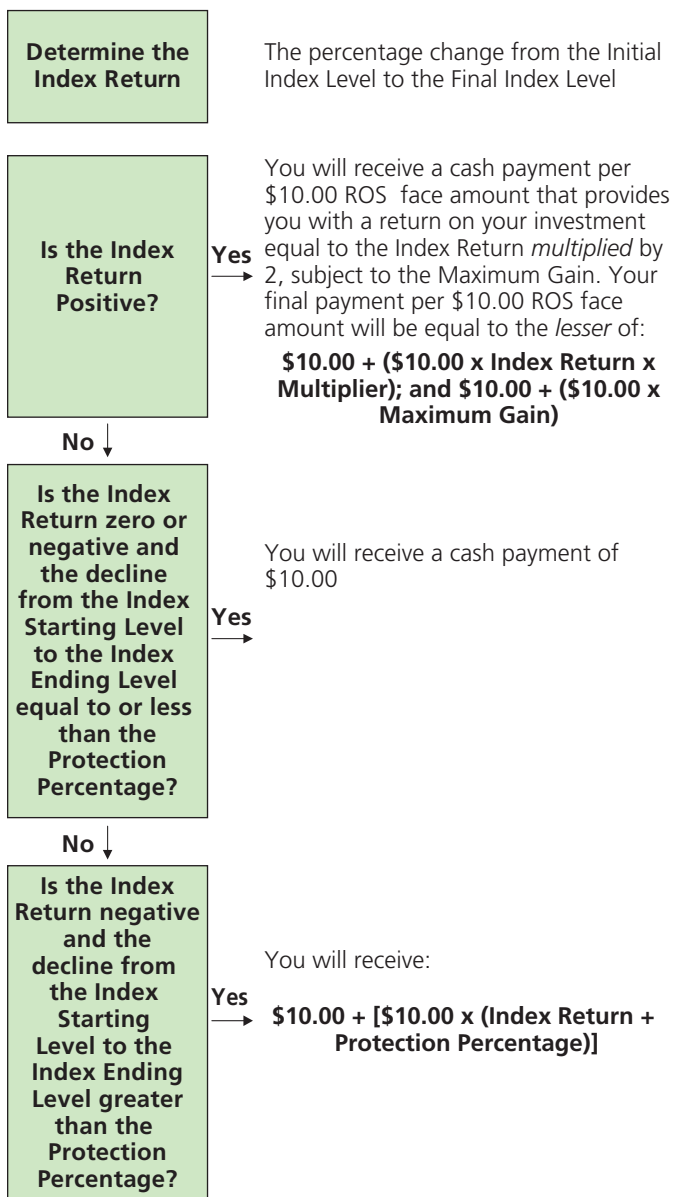 Determine the
Index Return
The percentage change from the Initial
Index Level to the Final Index Level
Is the Index
Return
Positive?
Yes
You will receive a cash payment per
$10.00 ROS face amount that provides
you with a return on your investment
equal to the Index Return multiplied by
2, subject to the Maximum Gain. Your
final payment per $10.00 ROS face
amount will be equal to the lesser of:
$10.00 + ($10.00 x Index Return x
Multiplier); and $10.00 + ($10.00 x
Maximum Gain)
No
Is the Index
Return zero or
negative and
the decline
from the Index
Starting Level
to the Index
Ending Level
equal to or less
than the
Protection
Percentage?
Yes
You will receive a cash payment of
$10.00
No
Is the Index
Return negative
and the
decline from
the Index
Starting
Level to the
Index Ending
Level greater
than the
Protection
Percentage?
Yes
You will receive:
$10.00 + [$10.00 x (Index Return +
Protection Percentage)]